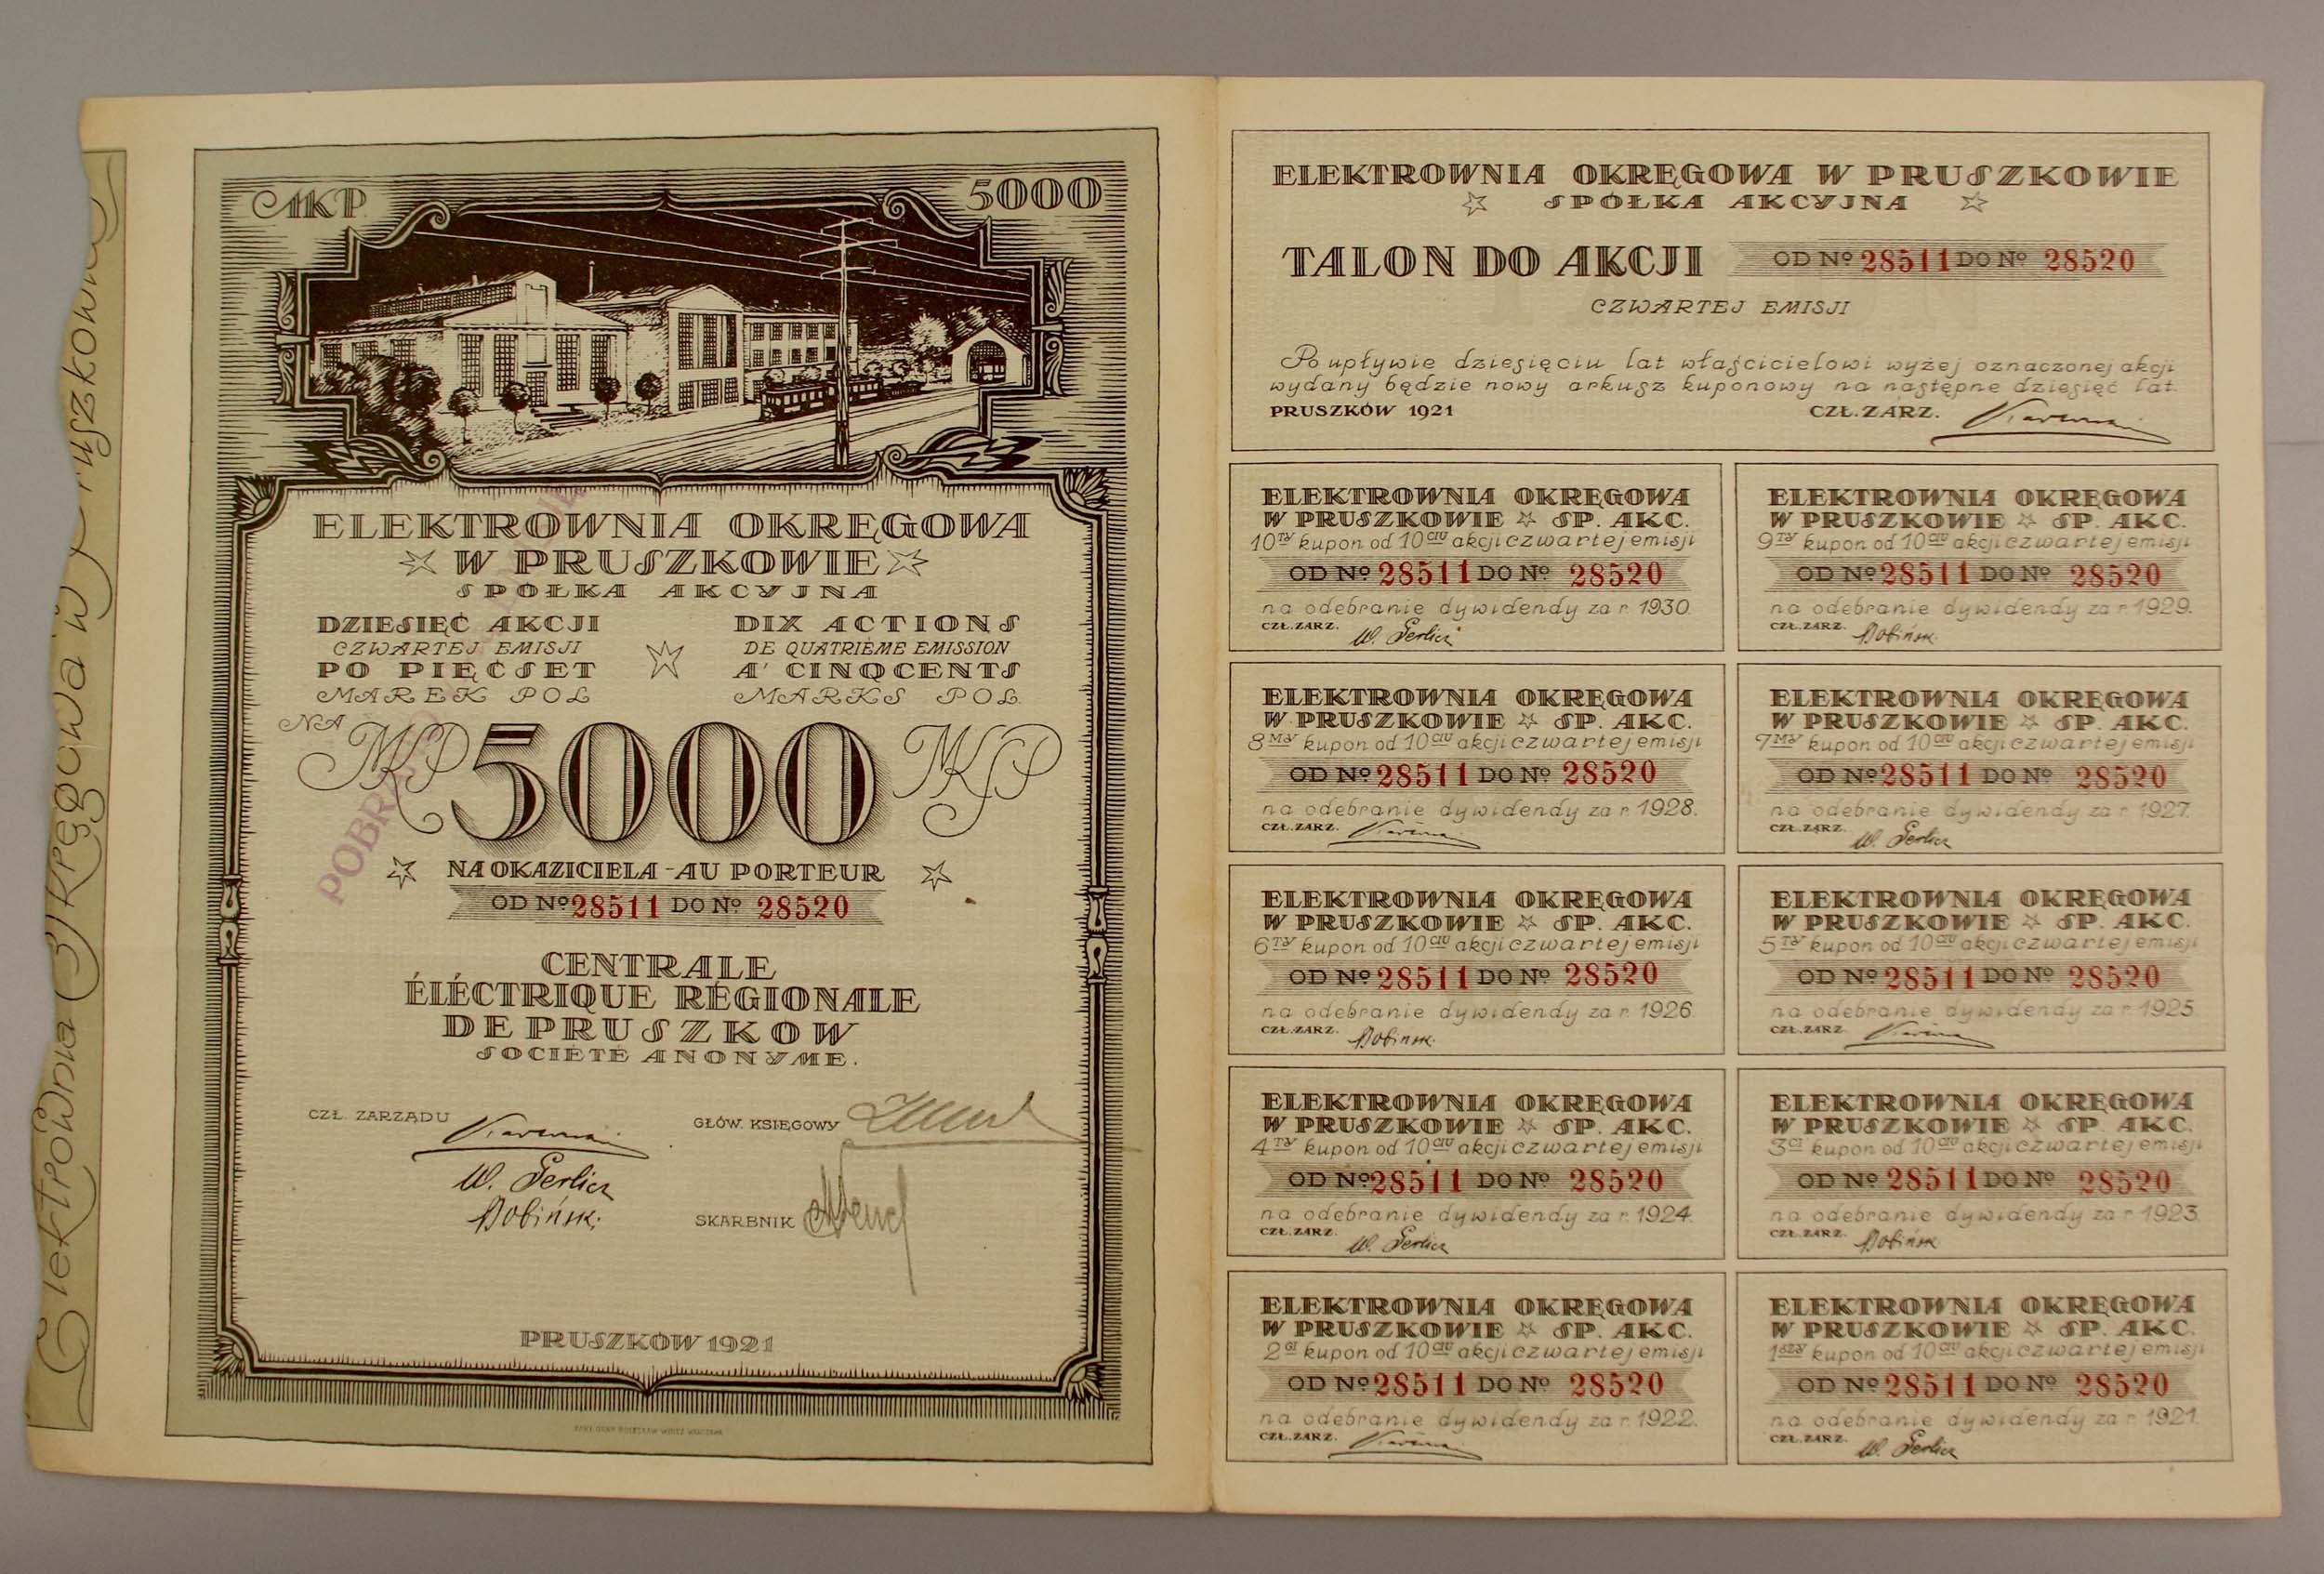 Elektrownia Okręgowa w Pruszkowie
MKP.
5000
ELEKTROWNIA OKRĘGOWA
W PRUSZKOWIE
SPÓŁKA AKCYJNA
DZIESIĘĆ AKCJI
CZWARTEJ EMISJI
PO PIĘĆSET
MAREK POL
DIX ACTIONS
DE QUATRIÈME EMISSION
A' CINQCENTS
MARKS POL.
NA
MKP 5000 MKP
POBRANO
NA OKAZICIELA - AU PORTEUR
OD Nº 28511 DO Nº 28520
CENTRALE
ÉLÉCTRIQUE RÉGIONALE
DE PRUSZKÓW
SOCIÉTÉ ANONYME.
CZŁ. ZARZĄDU
W. Gerlicz
GŁÓW. KSIĘGOWY
SKARBNIK
PRUSZKÓW 1921
ELEKTROWNIA OKRĘGOWA W PRUSZKOWIE
SPÓŁKA AKCYJNA
TALON DO AKCJI OD Nº 28511 DO Nº 28520
CZWARTEJ EMISJI
Po upływie dziesięciu lat właścicielowi wyżej oznaczonej akcji
wydany będzie nowy arkusz kuponowy na następne dziesięć lat.
PRUSZKÓW 1921 CZŁ. ZARZ.
ELEKTROWNIA OKRĘGOWA
W PRUSZKOWIE SP. AKC.
10TY kupon od 10CIU akcji czwartej emisji
OD Nº 28511 DO Nº 28520
na odebranie dywidendy za r. 1930.
CZŁ. ZARZ.
W. Gerlicz
ELEKTROWNIA OKRĘGOWA
W PRUSZKOWIE SP. AKC.
9TY kupon od 10CIU akcji czwartej emisji
OD Nº 28511 DO Nº 28520
na odebranie dywidendy za r. 1929.
CZŁ. ZARZ.
ELEKTROWNIA OKRĘGOWA
W PRUSZKOWIE SP. AKC.
8MY kupon od 10CIU akcji czwartej emisji
OD Nº 28511 DO Nº 28520
na odebranie dywidendy za r. 1928.
CZŁ. ZARZ.
ELEKTROWNIA OKRĘGOWA
W PRUSZKOWIE SP. AKC.
7MY kupon od 10CIU akcji czwartej emisji
OD Nº 28511 DO Nº 28520
na odebranie dywidendy za r. 1927.
CZŁ. ZARZ.
W. Gerlicz
ELEKTROWNIA OKRĘGOWA
W PRUSZKOWIE SP. AKC.
6TY kupon od 10CIU akcji czwartej emisji
OD Nº 28511 DO Nº 28520
na odebranie dywidendy za r. 1926.
CZŁ. ZARZ.
ELEKTROWNIA OKRĘGOWA
W PRUSZKOWIE SP. AKC.
5TY kupon od 10CIU akcji czwartej emisji
OD Nº 28511 DO Nº 28520
na odebranie dywidendy za r. 1925.
CZŁ. ZARZ.
ELEKTROWNIA OKRĘGOWA
W PRUSZKOWIE SP. AKC.
4TY kupon od 10CIU akcji czwartej emisji
OD Nº 28511 DO Nº 28520
na odebranie dywidendy za r. 1924.
CZŁ. ZARZ.
W. Gerlicz
ELEKTROWNIA OKRĘGOWA
W PRUSZKOWIE SP. AKC.
3CI kupon od 10CIU akcji czwartej emisji
OD Nº 28511 DO Nº 28520
na odebranie dywidendy za r. 1923.
CZŁ. ZARZ.
ELEKTROWNIA OKRĘGOWA
W PRUSZKOWIE SP. AKC.
2GI kupon od 10CIU akcji czwartej emisji
OD Nº 28511 DO Nº 28520
na odebranie dywidendy za r. 1922.
CZŁ. ZARZ.
ELEKTROWNIA OKRĘGOWA
W PRUSZKOWIE SP. AKC.
1SZY kupon od 10CIU akcji czwartej emisji
OD Nº 28511 DO Nº 28520
na odebranie dywidendy za r. 1921.
CZŁ. ZARZ.
W. Gerlicz